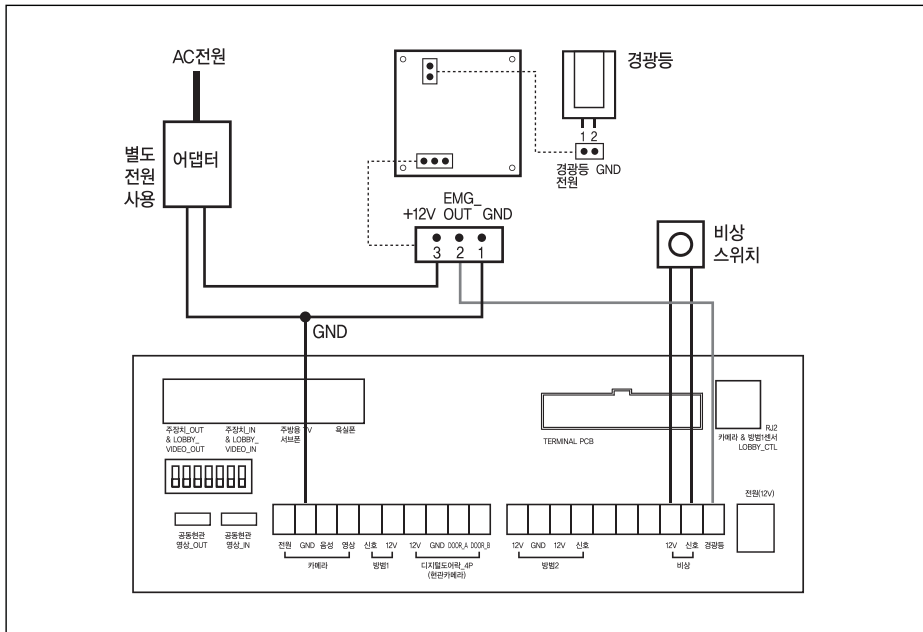 AC전원
별도
전원
사용
어댑터
경광등
1 2
경광등 GND
전원
EMG_
+12V OUT GND
3 2 1
비상
스위치
GND
주장치_OUT
& LOBBY_
VIDEO_OUT
주장치_IN
& LOBBY_
VIDEO_IN
주방용 TV
서브폰
욕실폰
TERMINAL PCB
RJ2
카메라 & 방범1센서
LOBBY_CTL
공동현관
영상_OUT
공동현관
영상_IN
전원(12V)
전원 GND 음성 영상 신호 12V 12V GND DOOR_A DOOR_B
카메라 방범1 디지털도어락_4P
(현관카메라)
12V GND 12V 신호 12V 신호 경광등
방범2 비상